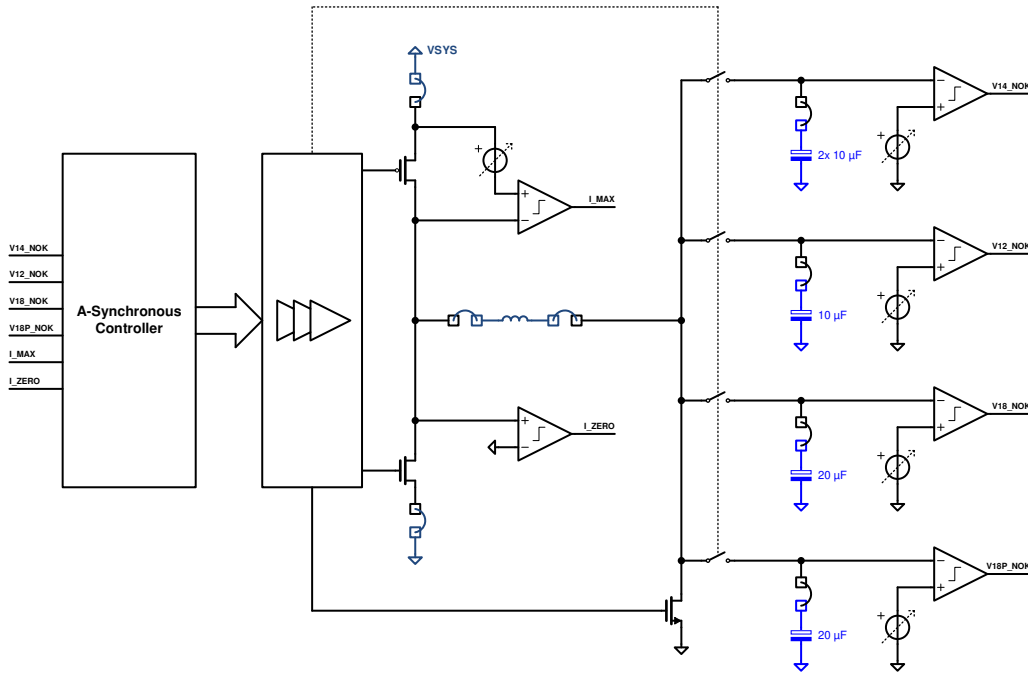 VSYS
V14_NOK
2x 10 µF
I_MAX
V14_NOK
V12_NOK
V18_NOK
V18P_NOK
I_MAX
I_ZERO
A-Synchronous
Controller
V12_NOK
10 µF
I_ZERO
V18_NOK
20 µF
V18P_NOK
20 µF